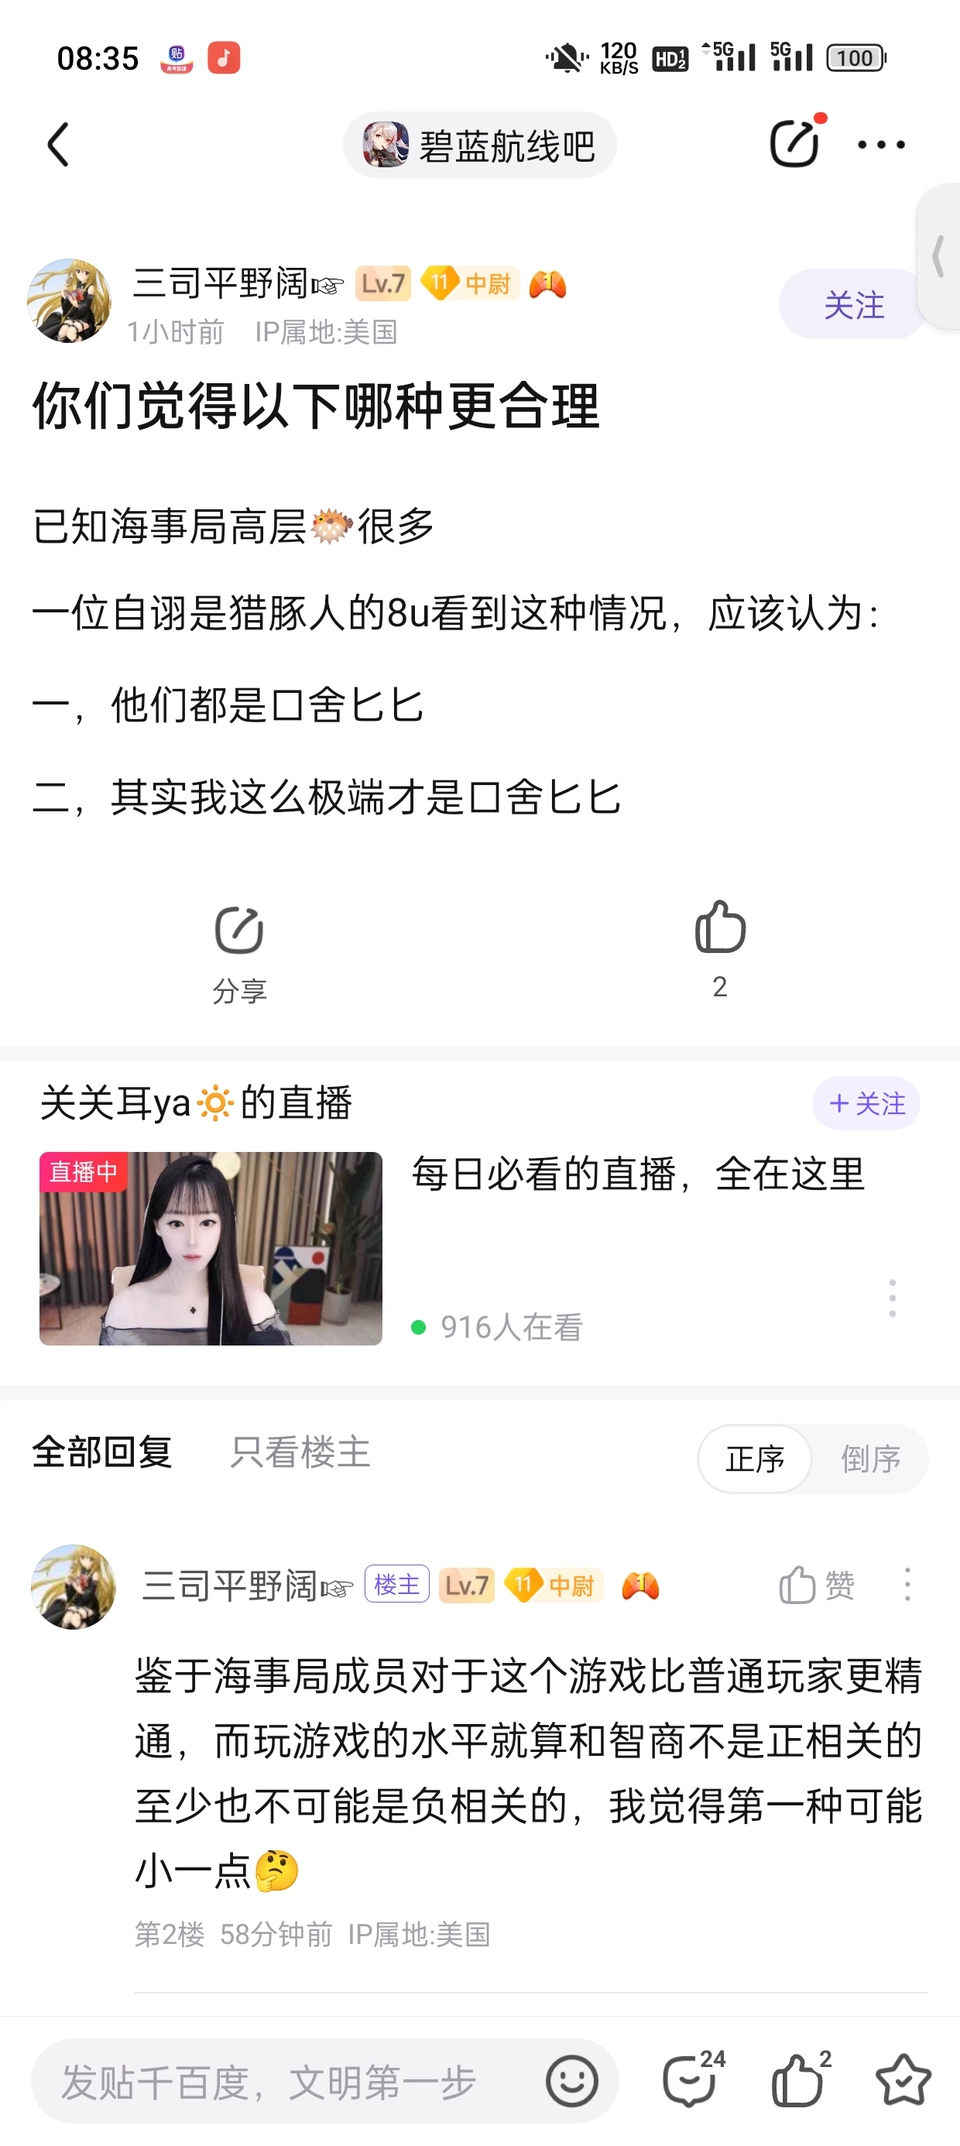 08:35
120
KB/S
HD
5G
5G
100
碧蓝航线吧
三司平野阔☞ Lv.7 11 中尉
1小时前 IP属地:美国
关注
你们觉得以下哪种更合理
已知海事局高层🐡很多
一位自诩是猎豚人的8u看到这种情况，应该认为：
一，他们都是口舍匕匕
二，其实我这么极端才是口舍匕匕
分享
2
关关耳ya🔆的直播
+关注
直播中
每日必看的直播，全在这里
916人在看
全部回复 只看楼主
正序 倒序
三司平野阔☞ 楼主 Lv.7 11 中尉
赞
鉴于海事局成员对于这个游戏比普通玩家更精
通，而玩游戏的水平就算和智商不是正相关的
至少也不可能是负相关的，我觉得第一种可能
小一点🤔
第2楼 58分钟前 IP属地:美国
发贴千百度，文明第一步
24
2